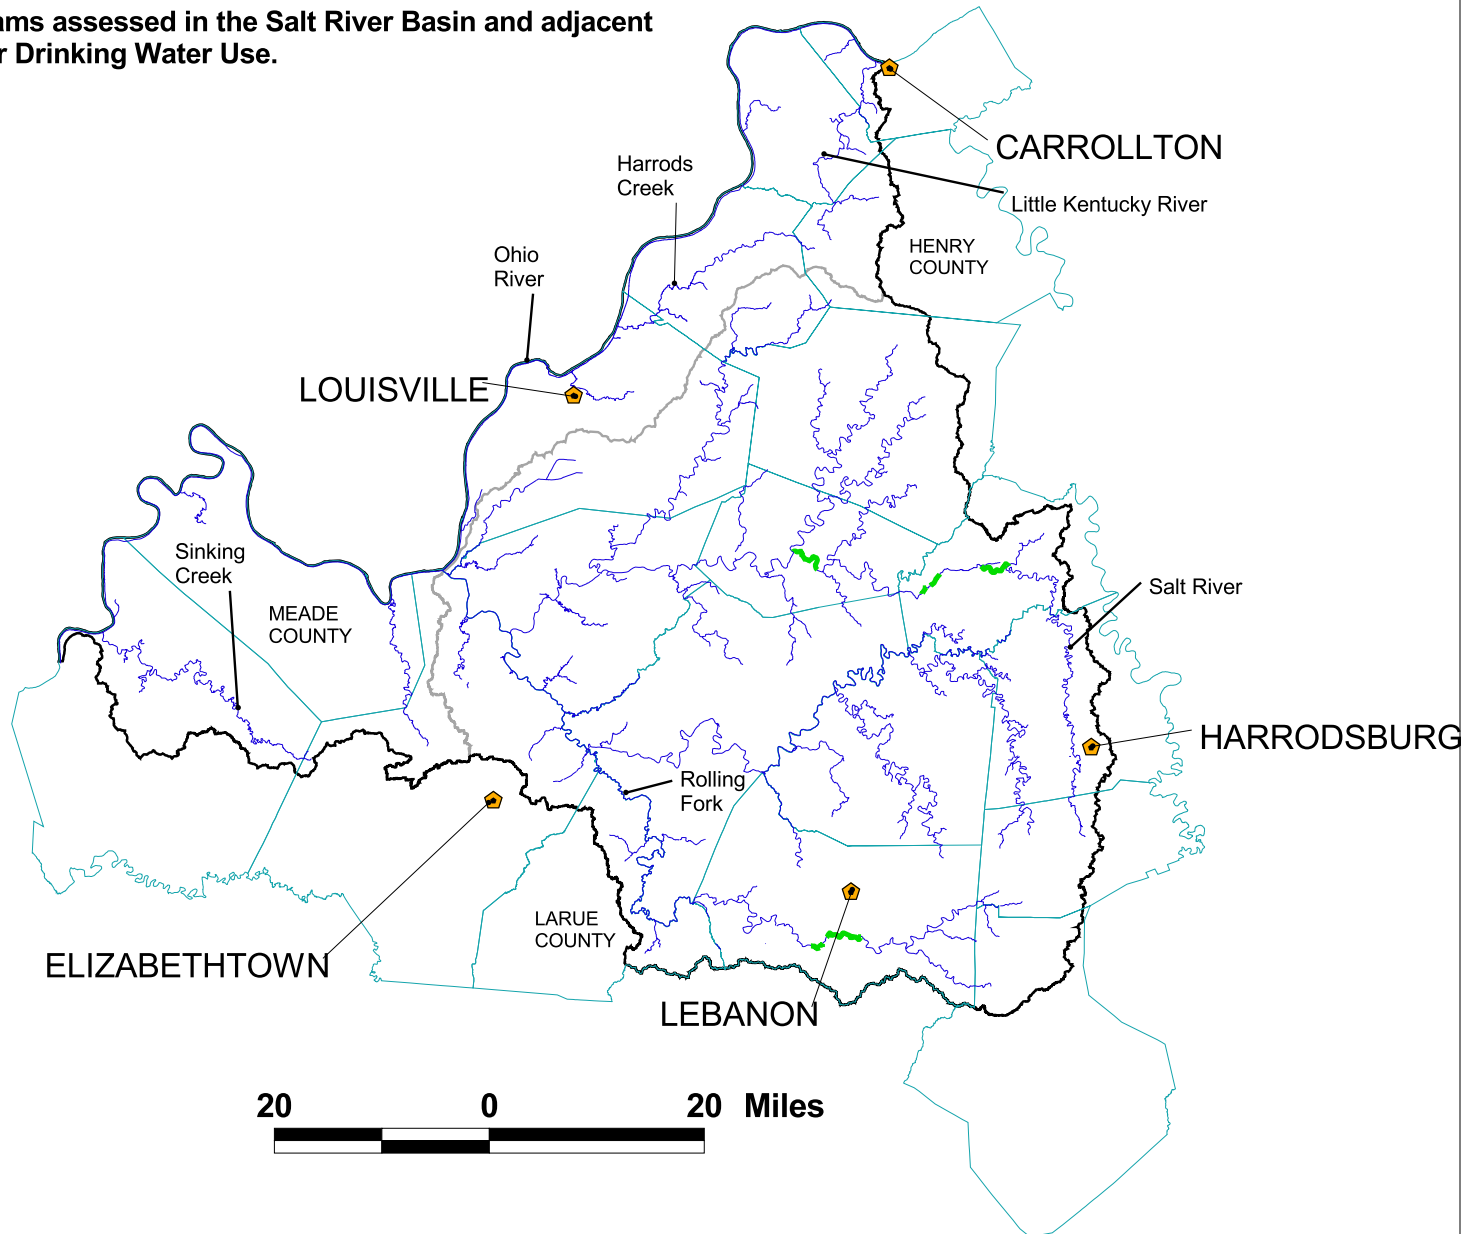 ams assessed in the Salt River Basin and adjacent
r Drinking Water Use.
CARROLLTON
Harrods
Creek
Little Kentucky River
HENRY
COUNTY
Ohio
River
LOUISVILLE
Sinking
Creek
Salt River
MEADE
COUNTY
HARRODSBURG
Rolling
Fork
LARUE
COUNTY
ELIZABETHTOWN
LEBANON
20 0 20 Miles